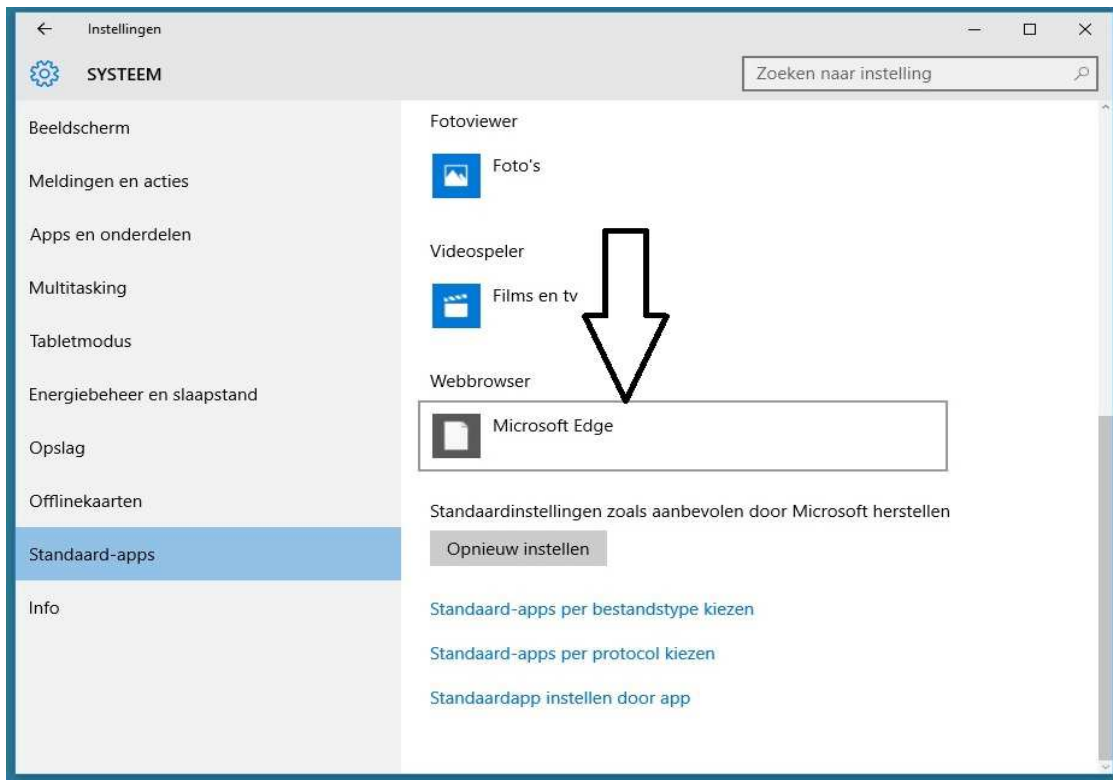 Instellingen
SYSTEEM
Zoeken naar instelling
Beeldscherm
Meldingen en acties
Apps en onderdelen
Multitasking
Tabletmodus
Energiebeheer en slaapstand
Opslag
Offlinekaarten
Standaard-apps
Info
Fotoviewer
Foto's
Videospeler
Films en tv
Webbrowser
Microsoft Edge
Standaardinstellingen zoals aanbevolen door Microsoft herstellen
Opnieuw instellen
Standaard-apps per bestandstype kiezen
Standaard-apps per protocol kiezen
Standaardapp instellen door app